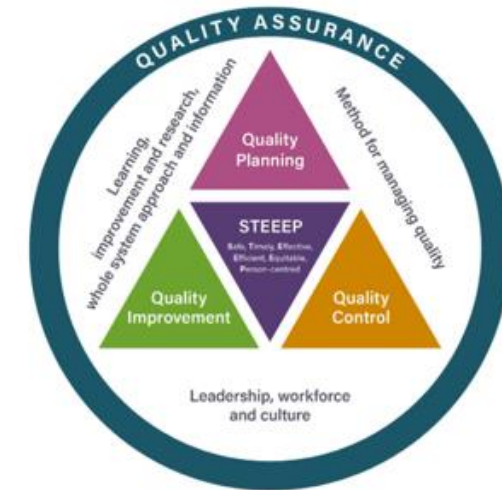 QUALITY ASSURANCE
Learning,
improvement and research,
whole system approach and information
Method for managing quality
Quality
Planning
STEEEP
Safe, Timely, Effective,
Efficient, Equitable,
Person-centred
Quality
Improvement
Quality
Control
Leadership, workforce
and culture